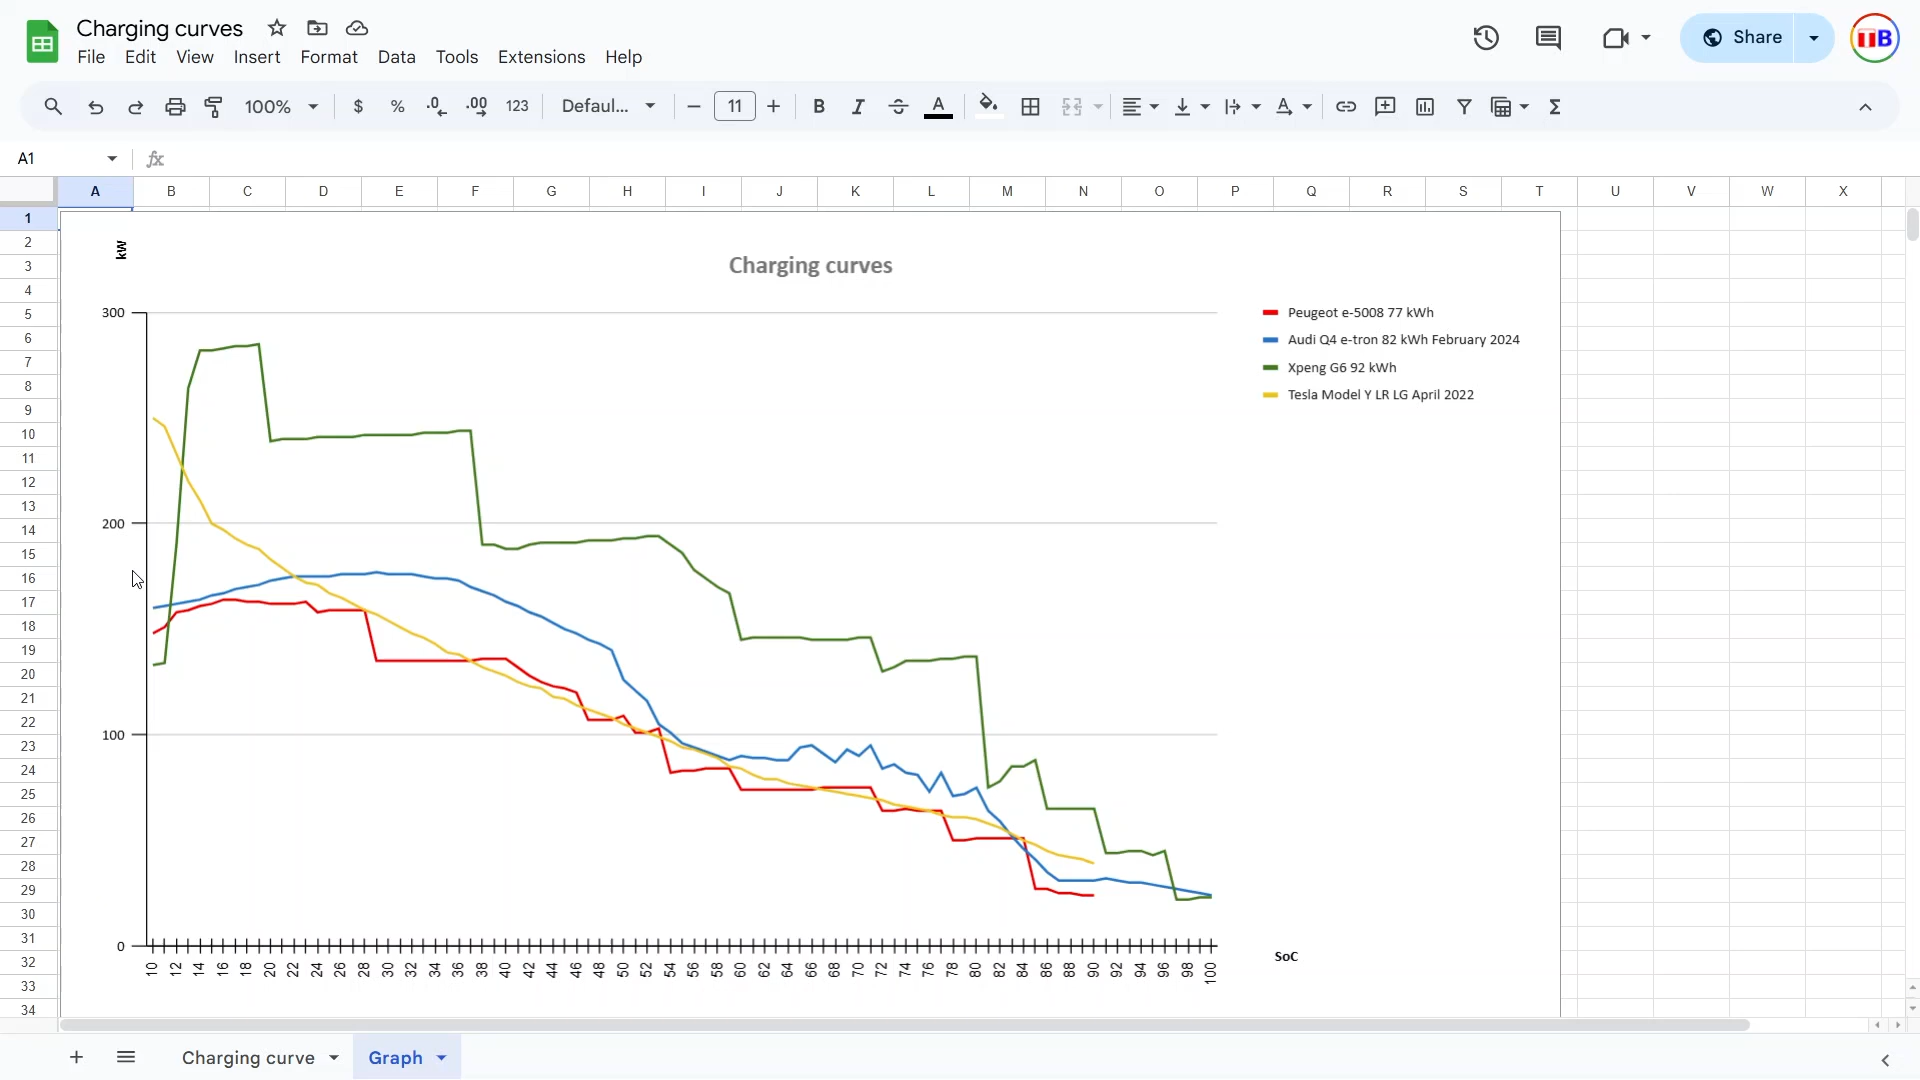 Charging curves
File Edit View Insert Format Data Tools Extensions Help
Share
B
100% $ % .0 .00 123 Defaul... 11 B I A Σ
A1 fx
A B C D E F G H I J K L M N O P Q R S T U V W X
1
2
3
4
5
6
7
8
9
10
11
12
13
14
15
16
17
18
19
20
21
22
23
24
25
26
27
28
29
30
31
32
33
34
kW
Charging curves
300
200
100
0
Peugeot e-5008 77 kWh
Audi Q4 e-tron 82 kWh February 2024
Xpeng G6 92 kWh
Tesla Model Y LR LG April 2022
10 12 14 16 18 20 22 24 26 28 30 32 34 36 38 40 42 44 46 48 50 52 54 56 58 60 62 64 66 68 70 72 74 76 78 80 82 84 86 88 90 92 94 96 98 100
SoC
Charging curve Graph